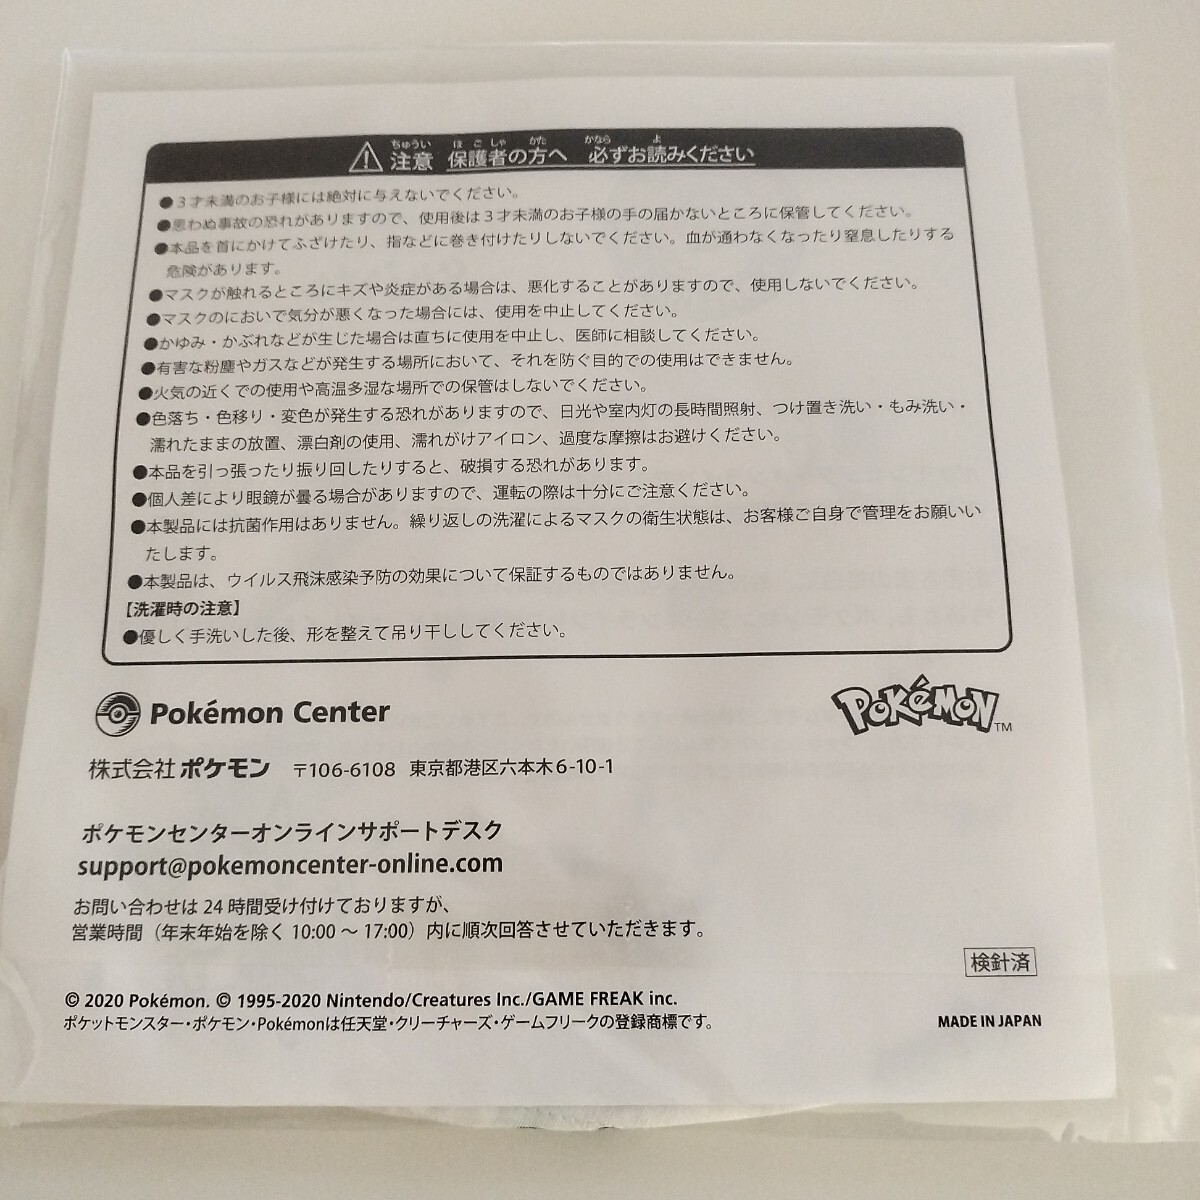 ちゅうい ほごしゃ かた かなら よ
注意 保護者の方へ 必ずお読みください
●3才未満のお子様には絶対に与えないでください。
●思わぬ事故の恐れがありますので、使用後は3才未満のお子様の手の届かないところに保管してください。
●本品を首にかけてふざけたり、指などに巻き付けたりしないでください。血が通わなくなったり窒息したりする
危険があります。
●マスクが触れるところにキズや炎症がある場合は、悪化することがありますので、使用しないでください。
●マスクのにおいで気分が悪くなった場合には、使用を中止してください。
●かゆみ・かぶれなどが生じた場合は直ちに使用を中止し、医師に相談してください。
●有害な粉塵やガスなどが発生する場所において、それを防ぐ目的での使用はできません。
●火気の近くでの使用や高温多湿な場所での保管はしないでください。
●色落ち・色移り・変色が発生する恐れがありますので、日光や室内灯の長時間照射、つけ置き洗い・もみ洗い・
濡れたままの放置、漂白剤の使用、濡れがけアイロン、過度な摩擦はお避けください。
●本品を引っ張ったり振り回したりすると、破損する恐れがあります。
●個人差により眼鏡が曇る場合がありますので、運転の際は十分にご注意ください。
●本製品には抗菌作用はありません。繰り返しの洗濯によるマスクの衛生状態は、お客様ご自身で管理をお願いい
たします。
●本製品は、ウイルス飛沫感染予防の効果について保証するものではありません。
【洗濯時の注意】
●優しく手洗いした後、形を整えて吊り干ししてください。
Pokémon Center
POKéMON™
株式会社ポケモン 〒106-6108 東京都港区六本木6-10-1
ポケモンセンターオンラインサポートデスク
support@pokemoncenter-online.com
お問い合わせは24時間受け付けておりますが、
営業時間（年末年始を除く10:00～17:00）内に順次回答させていただきます。
検針済
© 2020 Pokémon. © 1995-2020 Nintendo/Creatures Inc./GAME FREAK inc.
ポケットモンスター・ポケモン・Pokémonは任天堂・クリーチャーズ・ゲームフリークの登録商標です。
MADE IN JAPAN